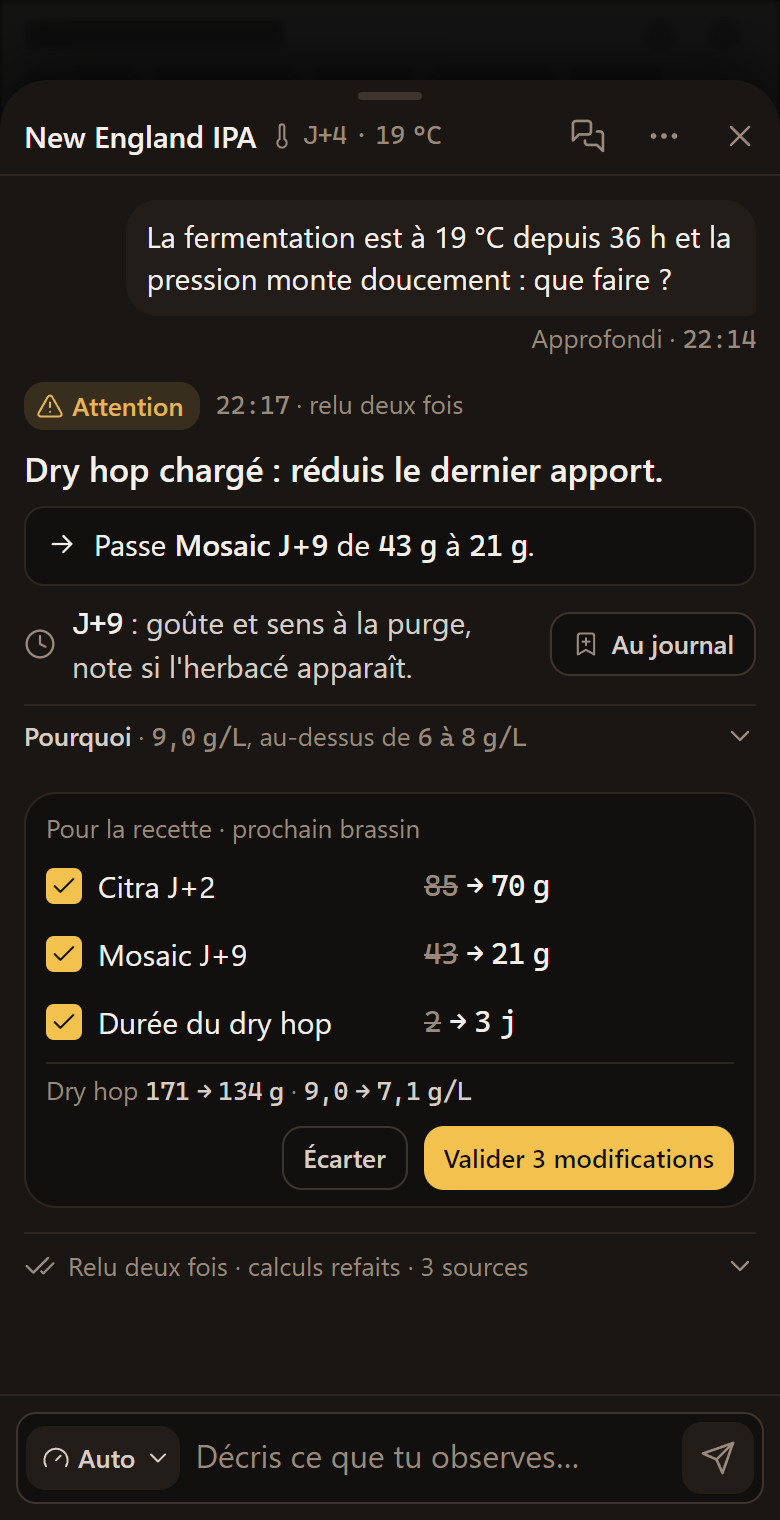 New England IPA J+4 · 19 °C
La fermentation est à 19 °C depuis 36 h et la
pression monte doucement : que faire ?
Approfondi · 22:14
Attention 22:17 · relu deux fois
Dry hop chargé : réduis le dernier apport.
→ Passe Mosaic J+9 de 43 g à 21 g.
J+9 : goûte et sens à la purge,
note si l'herbacé apparaît.
Au journal
Pourquoi · 9,0 g/L, au-dessus de 6 à 8 g/L
Pour la recette · prochain brassin
Citra J+2 85 → 70 g
Mosaic J+9 43 → 21 g
Durée du dry hop 2 → 3 j
Dry hop 171 → 134 g · 9,0 → 7,1 g/L
Écarter Valider 3 modifications
Relu deux fois · calculs refaits · 3 sources
Auto Décris ce que tu observes...